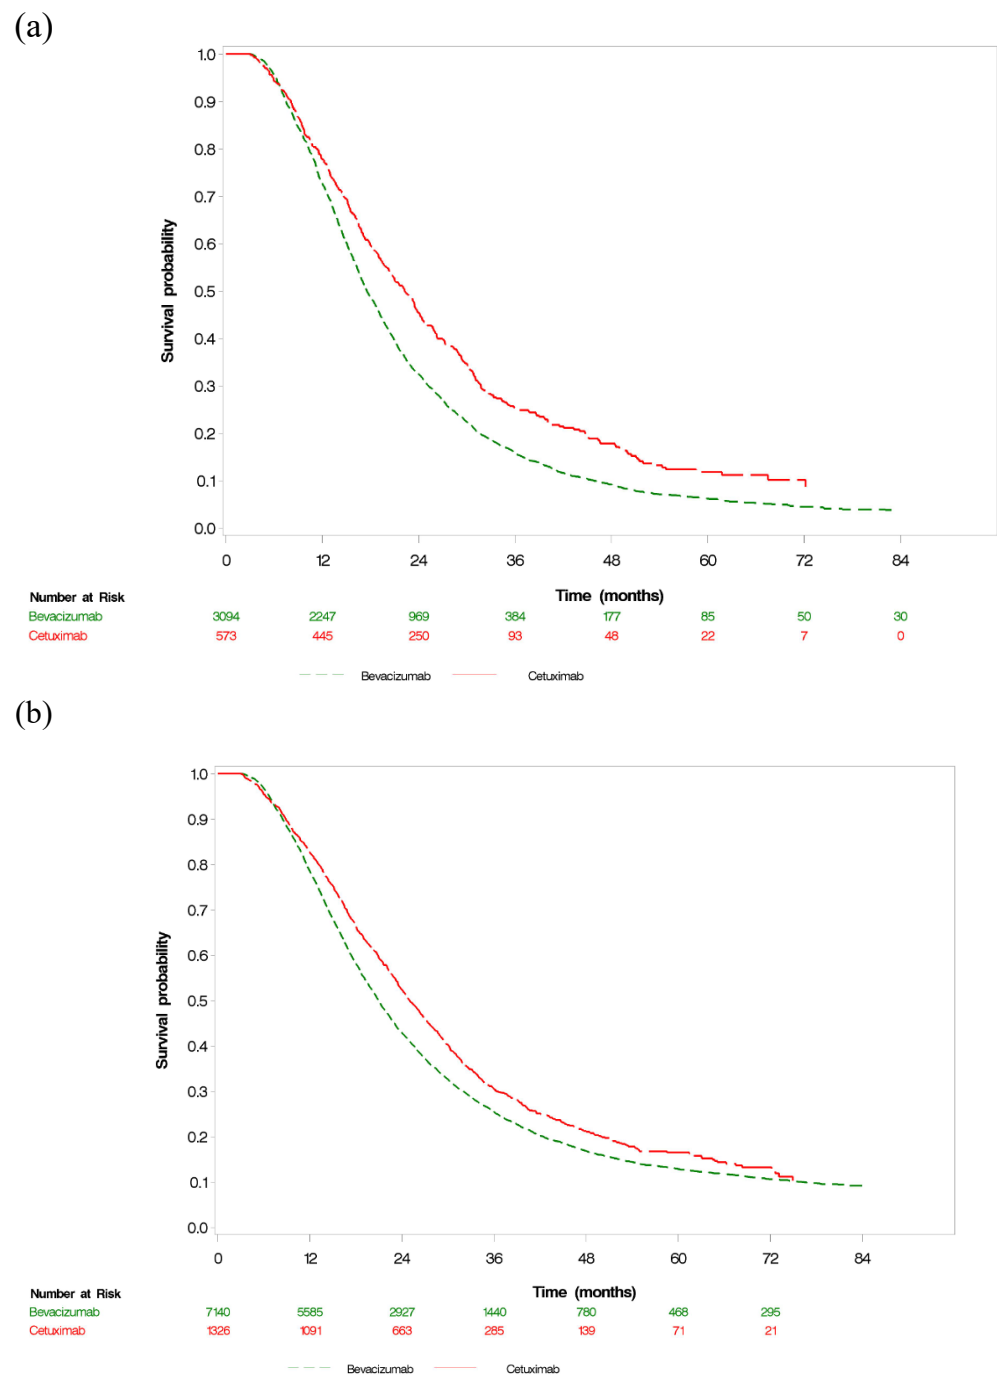 (a)
1.0
0.9
0.8
0.7
0.6
0.5
0.4
0.3
0.2
0.1
0.0
Survival probability
0 12 24 36 48 60 72 84
Time (months)
Number at Risk
Bevacizumab 3094 2247 969 384 177 85 50 30
Cetuximab 573 445 250 93 48 22 7 0
Bevacizumab Cetuximab
(b)
1.0
0.9
0.8
0.7
0.6
0.5
0.4
0.3
0.2
0.1
0.0
Survival probability
0 12 24 36 48 60 72 84
Time (months)
Number at Risk
Bevacizumab 7140 5585 2927 1440 780 468 295
Cetuximab 1326 1091 663 285 139 71 21
Bevacizumab Cetuximab